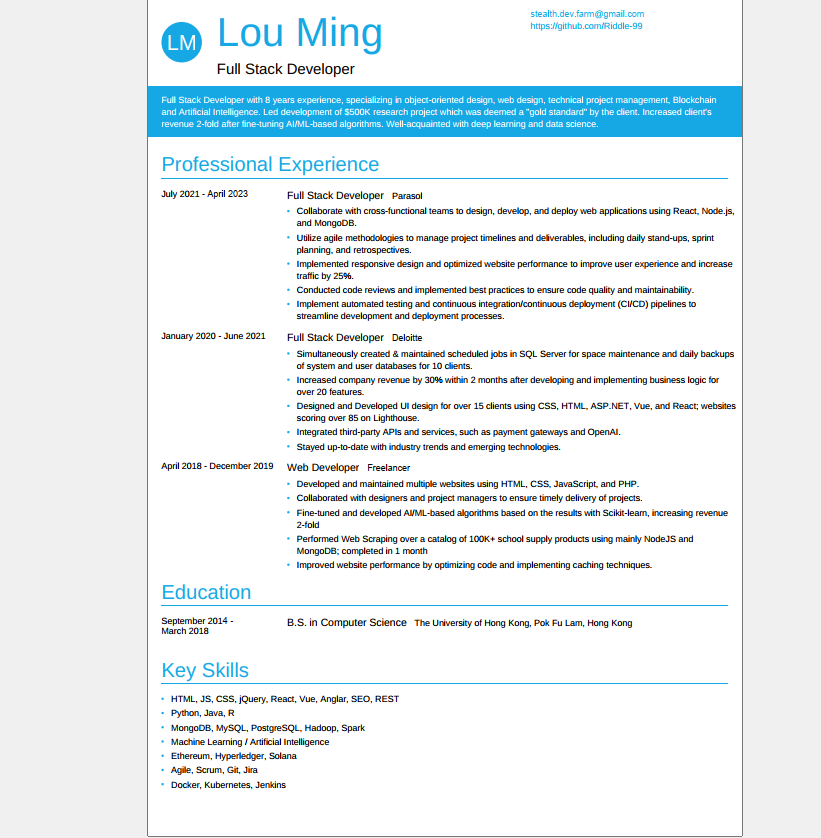 stealth.dev.farm@gmail.com
https://github.com/Riddle-99
LM
Lou Ming
Full Stack Developer
Full Stack Developer with 8 years experience, specializing in object-oriented design, web design, technical project management, Blockchain
and Artificial Intelligence. Led development of $500K research project which was deemed a "gold standard" by the client. Increased client's
revenue 2-fold after fine-tuning AI/ML-based algorithms. Well-acquainted with deep learning and data science.
Professional Experience
July 2021 - April 2023
Full Stack Developer Parasol
• Collaborate with cross-functional teams to design, develop, and deploy web applications using React, Node.js,
and MongoDB.
• Utilize agile methodologies to manage project timelines and deliverables, including daily stand-ups, sprint
planning, and retrospectives.
• Implemented responsive design and optimized website performance to improve user experience and increase
traffic by 25%.
• Conducted code reviews and implemented best practices to ensure code quality and maintainability.
• Implement automated testing and continuous integration/continuous deployment (CI/CD) pipelines to
streamline development and deployment processes.
January 2020 - June 2021
Full Stack Developer Deloitte
• Simultaneously created & maintained scheduled jobs in SQL Server for space maintenance and daily backups
of system and user databases for 10 clients.
• Increased company revenue by 30% within 2 months after developing and implementing business logic for
over 20 features.
• Designed and Developed UI design for over 15 clients using CSS, HTML, ASP.NET, Vue, and React; websites
scoring over 85 on Lighthouse.
• Integrated third-party APIs and services, such as payment gateways and OpenAI.
• Stayed up-to-date with industry trends and emerging technologies.
April 2018 - December 2019
Web Developer Freelancer
• Developed and maintained multiple websites using HTML, CSS, JavaScript, and PHP.
• Collaborated with designers and project managers to ensure timely delivery of projects.
• Fine-tuned and developed AI/ML-based algorithms based on the results with Scikit-learn, increasing revenue
2-fold
• Performed Web Scraping over a catalog of 100K+ school supply products using mainly NodeJS and
MongoDB; completed in 1 month
• Improved website performance by optimizing code and implementing caching techniques.
Education
September 2014 -
March 2018
B.S. in Computer Science The University of Hong Kong, Pok Fu Lam, Hong Kong
Key Skills
• HTML, JS, CSS, jQuery, React, Vue, Anglar, SEO, REST
• Python, Java, R
• MongoDB, MySQL, PostgreSQL, Hadoop, Spark
• Machine Learning / Artificial Intelligence
• Ethereum, Hyperledger, Solana
• Agile, Scrum, Git, Jira
• Docker, Kubernetes, Jenkins